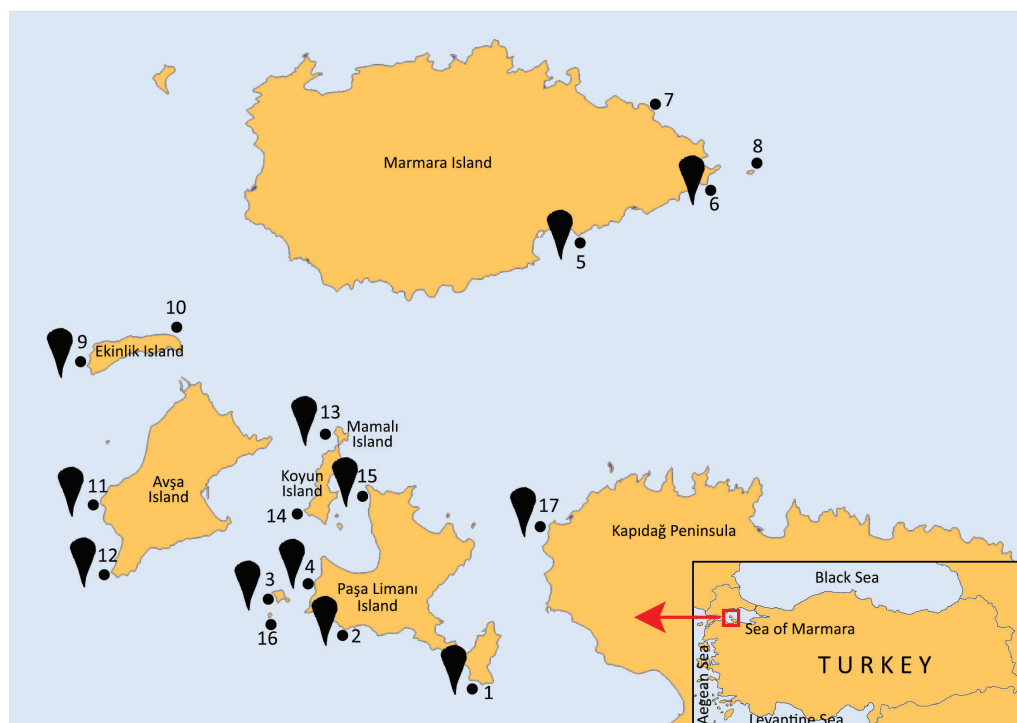 7
Marmara Island
8
6
5
10
9
Ekinlik Island
13
Mamalı
Island
Koyun
Island
15
11
Avşa
Island
14
17
Kapıdağ Peninsula
12
3
4
Paşa Limanı
Island
16
2
1
Black Sea
Sea of Marmara
TURKEY
Aegean Sea
Levantine Sea